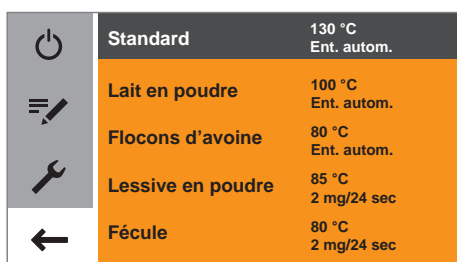 Standard 130 °C
Ent. autom.
Lait en poudre 100 °C
Ent. autom.
Flocons d’avoine 80 °C
Ent. autom.
Lessive en poudre 85 °C
2 mg/24 sec
Fécule 80 °C
2 mg/24 sec